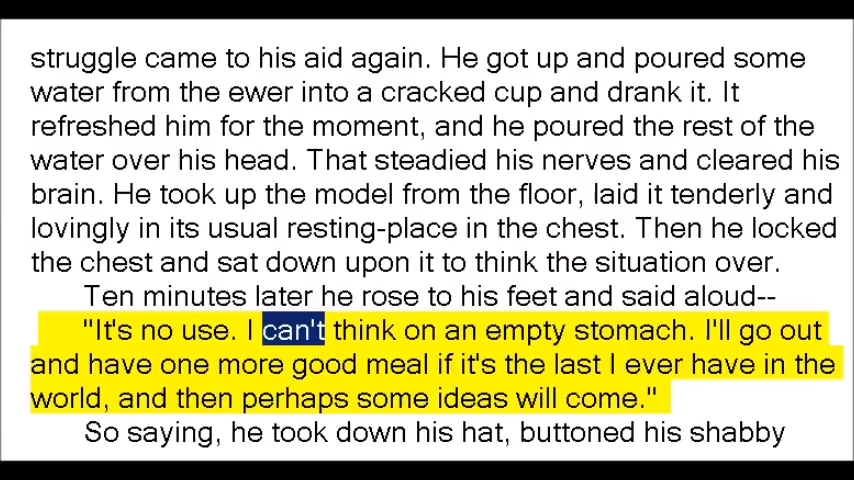 struggle came to his aid again. He got up and poured some
water from the ewer into a cracked cup and drank it. It
refreshed him for the moment, and he poured the rest of the
water over his head. That steadied his nerves and cleared his
brain. He took up the model from the floor, laid it tenderly and
lovingly in its usual resting-place in the chest. Then he locked
the chest and sat down upon it to think the situation over.
Ten minutes later he rose to his feet and said aloud--
"It's no use. I can't think on an empty stomach. I'll go out
and have one more good meal if it's the last I ever have in the
world, and then perhaps some ideas will come."
So saying, he took down his hat, buttoned his shabby